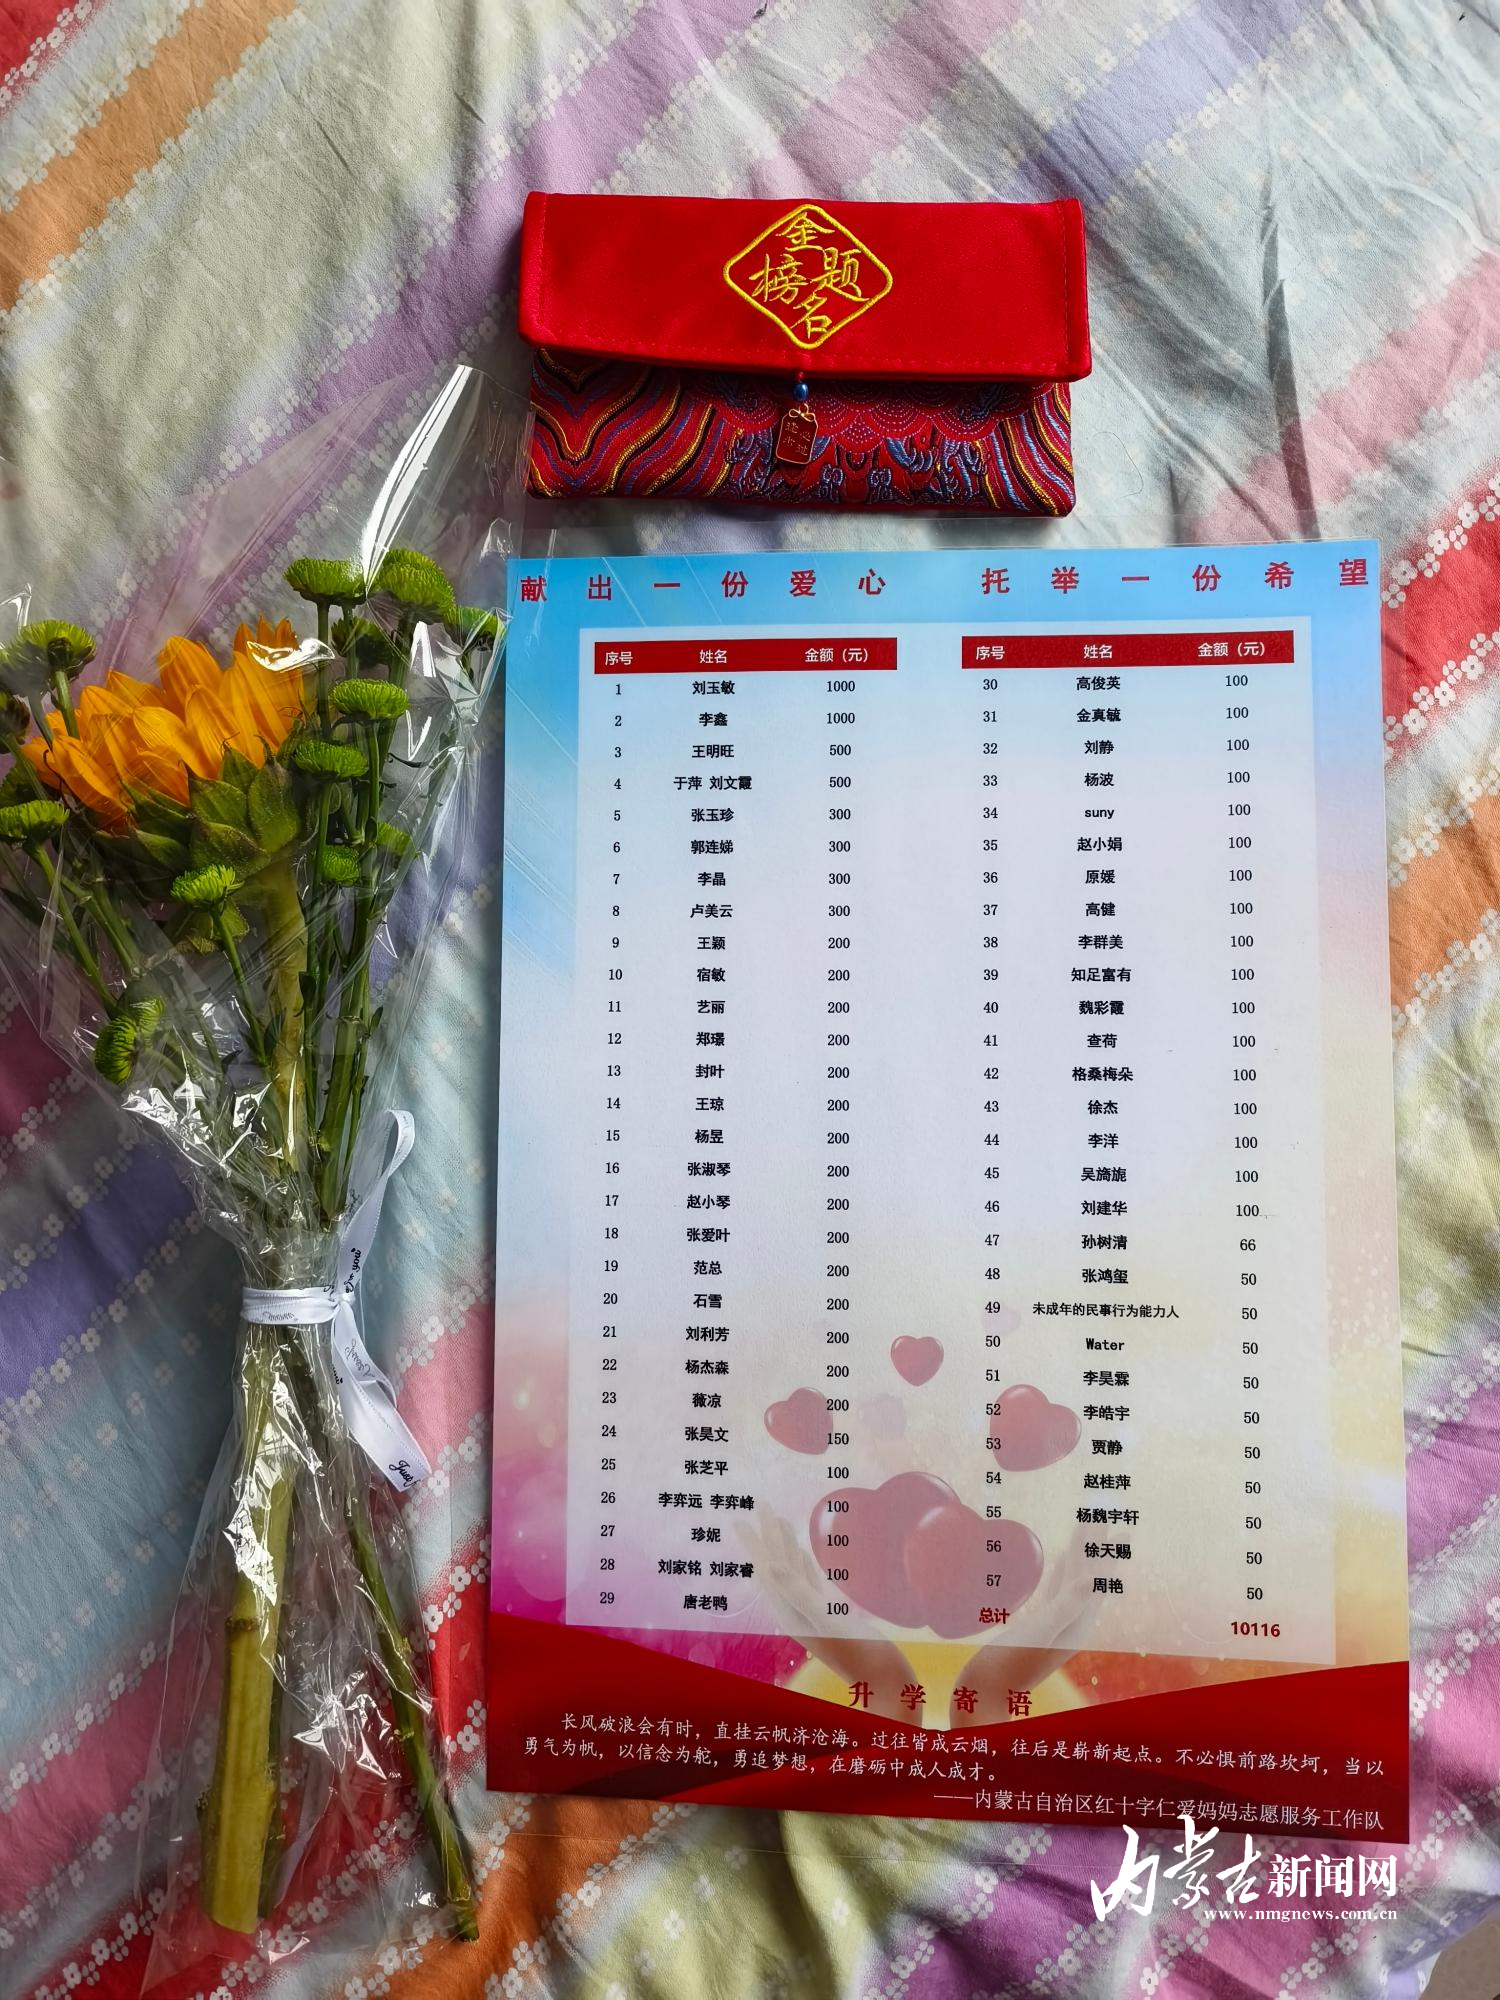 金
榜题
名
献出一份爱心 托举一份希望
序号 姓名 金额（元）
1 刘玉敏 1000
2 李鑫 1000
3 王明旺 500
4 于萍 刘文霞 500
5 张玉珍 300
6 郭连娣 300
7 李晶 300
8 卢美云 300
9 王颖 200
10 宿敏 200
11 艺丽 200
12 郑璟 200
13 封叶 200
14 王琼 200
15 杨昱 200
16 张淑琴 200
17 赵小琴 200
18 张爱叶 200
19 范总 200
20 石雪 200
21 刘利芳 200
22 杨杰森 200
23 薇凉 200
24 张昊文 150
25 张芝平 100
26 李弈远 李弈峰 100
27 珍妮 100
28 刘家铭 刘家睿 100
29 唐老鸭 100
序号 姓名 金额（元）
30 高俊英 100
31 金真毓 100
32 刘静 100
33 杨波 100
34 suny 100
35 赵小娟 100
36 原媛 100
37 高健 100
38 李群美 100
39 知足富有 100
40 魏彩霞 100
41 查荷 100
42 格桑梅朵 100
43 徐杰 100
44 李洋 100
45 吴旖旎 100
46 刘建华 100
47 孙树清 66
48 张鸿玺 50
49 未成年的民事行为能力人 50
50 Water 50
51 李昊霖 50
52 李皓宇 50
53 贾静 50
54 赵桂萍 50
55 杨魏宇轩 50
56 徐天赐 50
57 周艳 50
总计 10116
升学寄语
长风破浪会有时，直挂云帆济沧海。过往皆成云烟，往后是崭新起点。不必惧前路坎坷，当以
勇气为帆，以信念为舵，勇追梦想，在磨砺中成人成才。
——内蒙古自治区红十字仁爱妈妈志愿服务工作队
内蒙古新闻网
www.nmgnews.com.cn